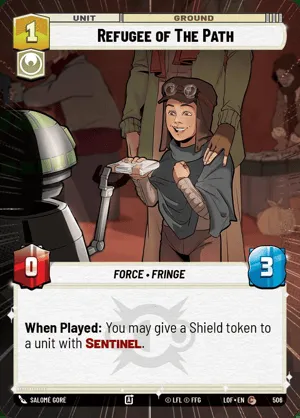 UNIT
GROUND
1
REFUGEE OF THE PATH
0
3
FORCE • FRINGE
When Played: You may give a Shield token to
a unit with SENTINEL.
SALOMÉ GORE
© LFL © FFG
LOF • EN
506